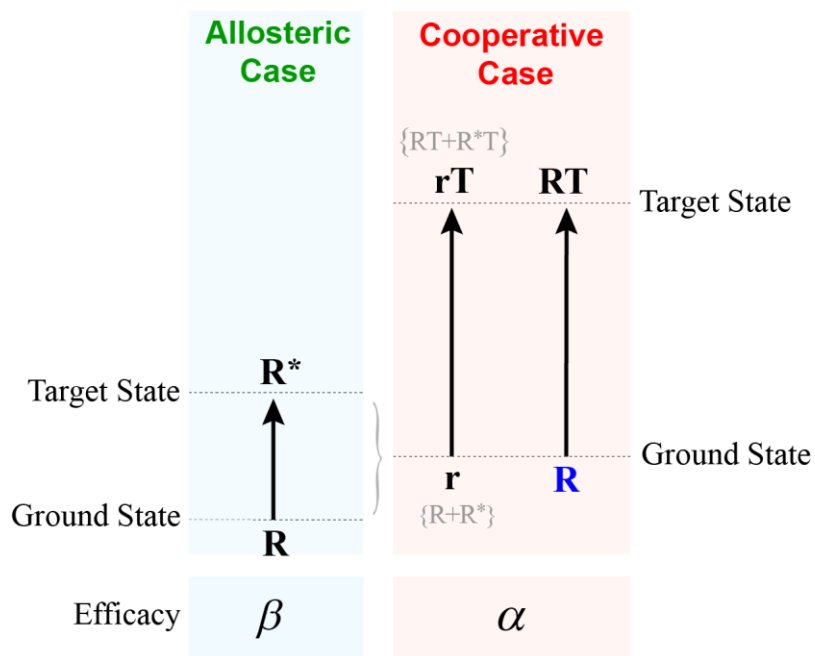 Allosteric
Case
Cooperative
Case
{RT+R*T}
rT RT
Target State
R*
Target State
r R
Ground State
{R+R*}
Ground State
R
Efficacy β α